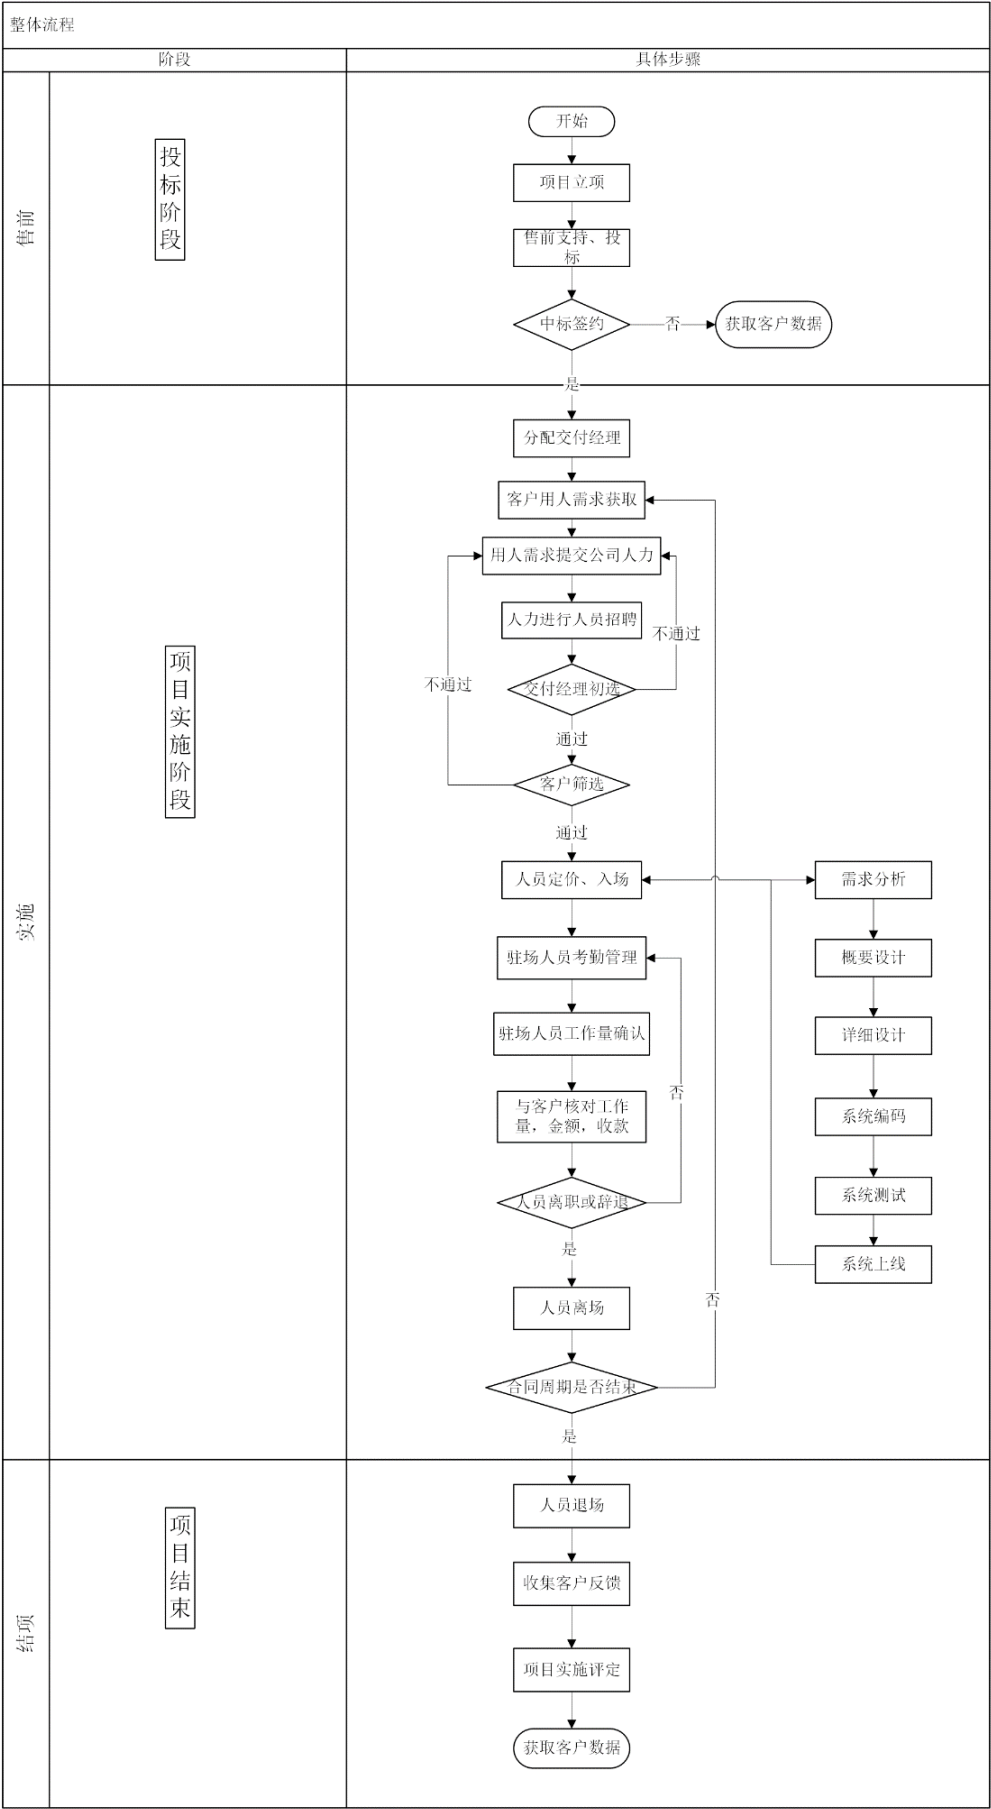 整体流程
阶段
具体步骤
售前
投标阶段
开始
项目立项
售前支持、投
标
中标签约
否
获取客户数据
是
实施
项目实施阶段
分配交付经理
客户用人需求获取
用人需求提交公司人力
人力进行人员招聘
不通过
不通过
交付经理初选
通过
客户筛选
通过
人员定价、入场
需求分析
驻场人员考勤管理
概要设计
驻场人员工作量确认
详细设计
否
与客户核对工作
量，金额，收款
系统编码
人员离职或辞退
系统测试
是
系统上线
人员离场
否
合同周期是否结束
是
结项
项目结束
人员退场
收集客户反馈
项目实施评定
获取客户数据